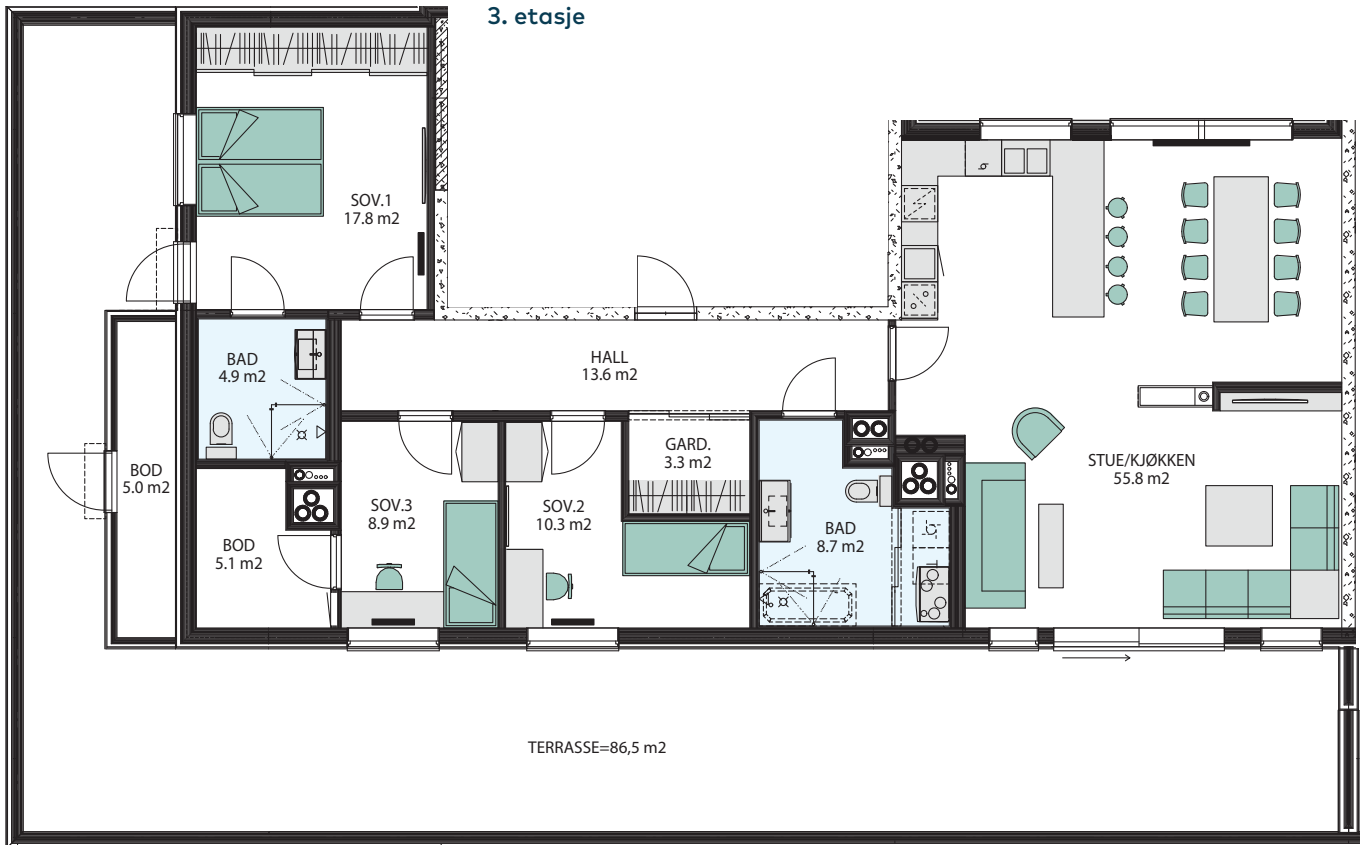 3. etasje
SOV.1
17.8 m2
BAD
4.9 m2
HALL
13.6 m2
BOD
5.0 m2
BOD
5.1 m2
SOV.3
8.9 m2
SOV.2
10.3 m2
GARD.
3.3 m2
BAD
8.7 m2
STUE/KJØKKEN
55.8 m2
TERRASSE=86,5 m2